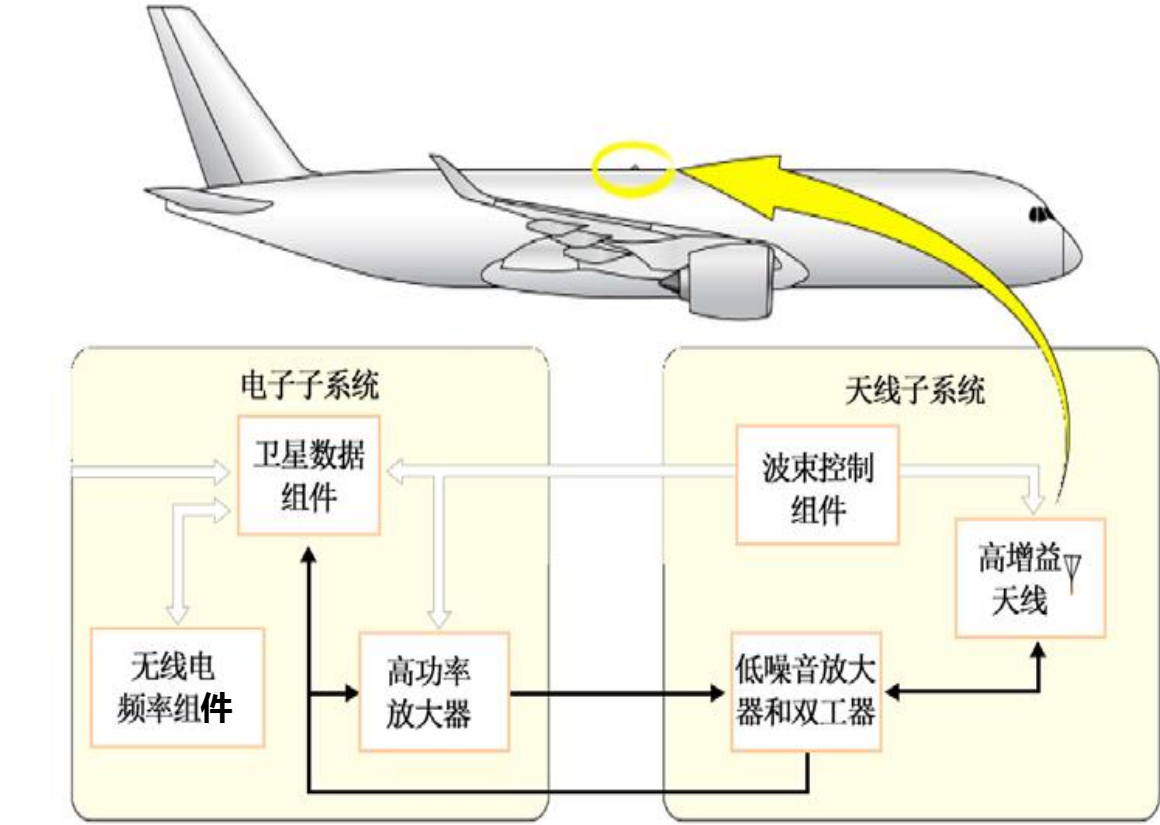 电子子系统
卫星数据
组件
无线电
频率组件
高功率
放大器
天线子系统
波束控制
组件
高增益
天线
低噪音放大
器和双工器